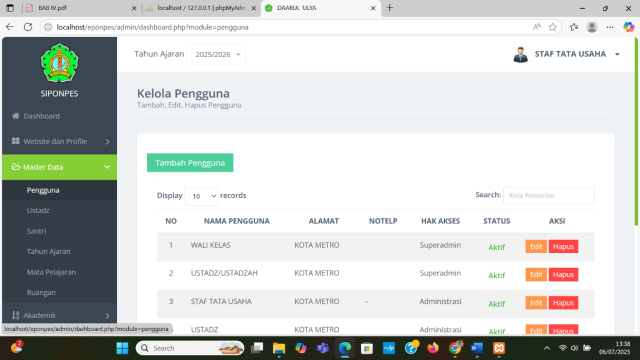 BAB IV.pdf
localhost / 127.0.0.1 | phpMyAdm
DAARUL 'ULYA
localhost/eponpes/admin/dashboard.php?module=pengguna
SIPONPES
Dashboard
Website dan Profile
Master Data
Pengguna
Ustadz
Santri
Tahun Ajaran
Mata Pelajaran
Ruangan
Akademik
localhost/eponpes/admin/dashboard.php?module=pengguna
Tahun Ajaran 2025/2026
STAF TATA USAHA
Kelola Pengguna
Tambah, Edit, Hapus Pengguna
Tambah Pengguna
Display 10 records
Search: Kata Pencarian
NO NAMA PENGGUNA ALAMAT NOTELP HAK AKSES STATUS AKSI
1 WALI KELAS KOTA METRO Superadmin Aktif Edit Hapus
2 USTADZ/USTADZAH KOTA METRO Superadmin Aktif Edit Hapus
3 STAF TATA USAHA KOTA METRO - Administrasi Aktif Edit Hapus
USTADZ KOTA METRO Administrasi Aktif Edit Hapus
Search
13:38
06/07/2025